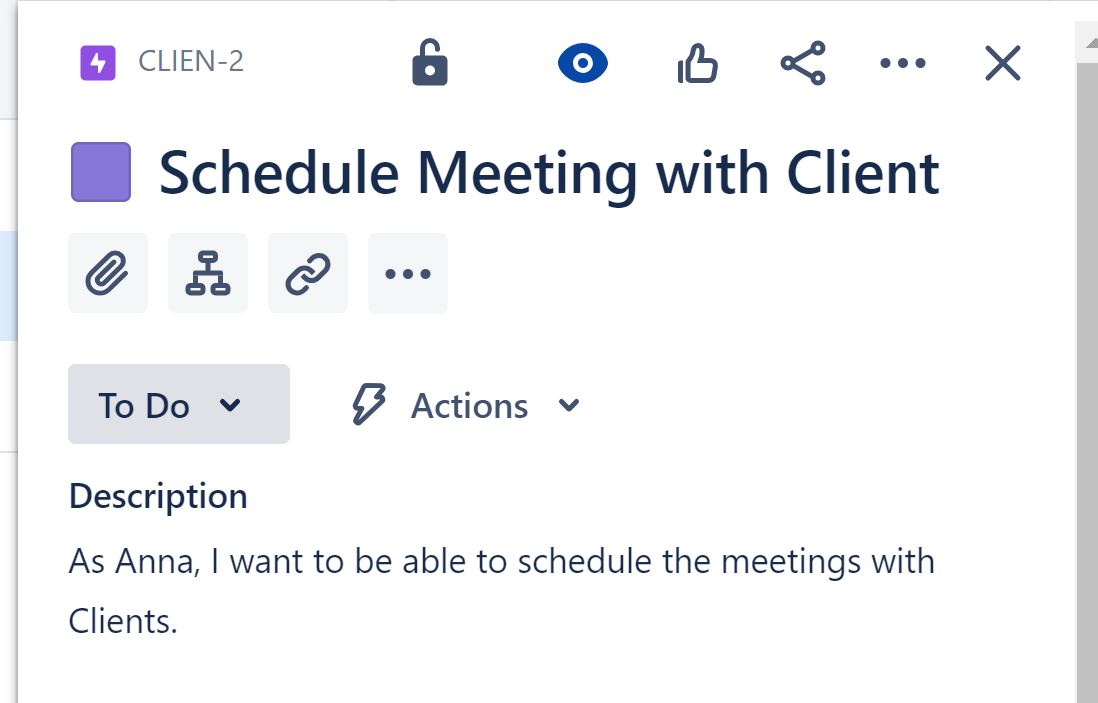 CLIEN-2
Schedule Meeting with Client
To Do
Actions
Description
As Anna, I want to be able to schedule the meetings with
Clients.